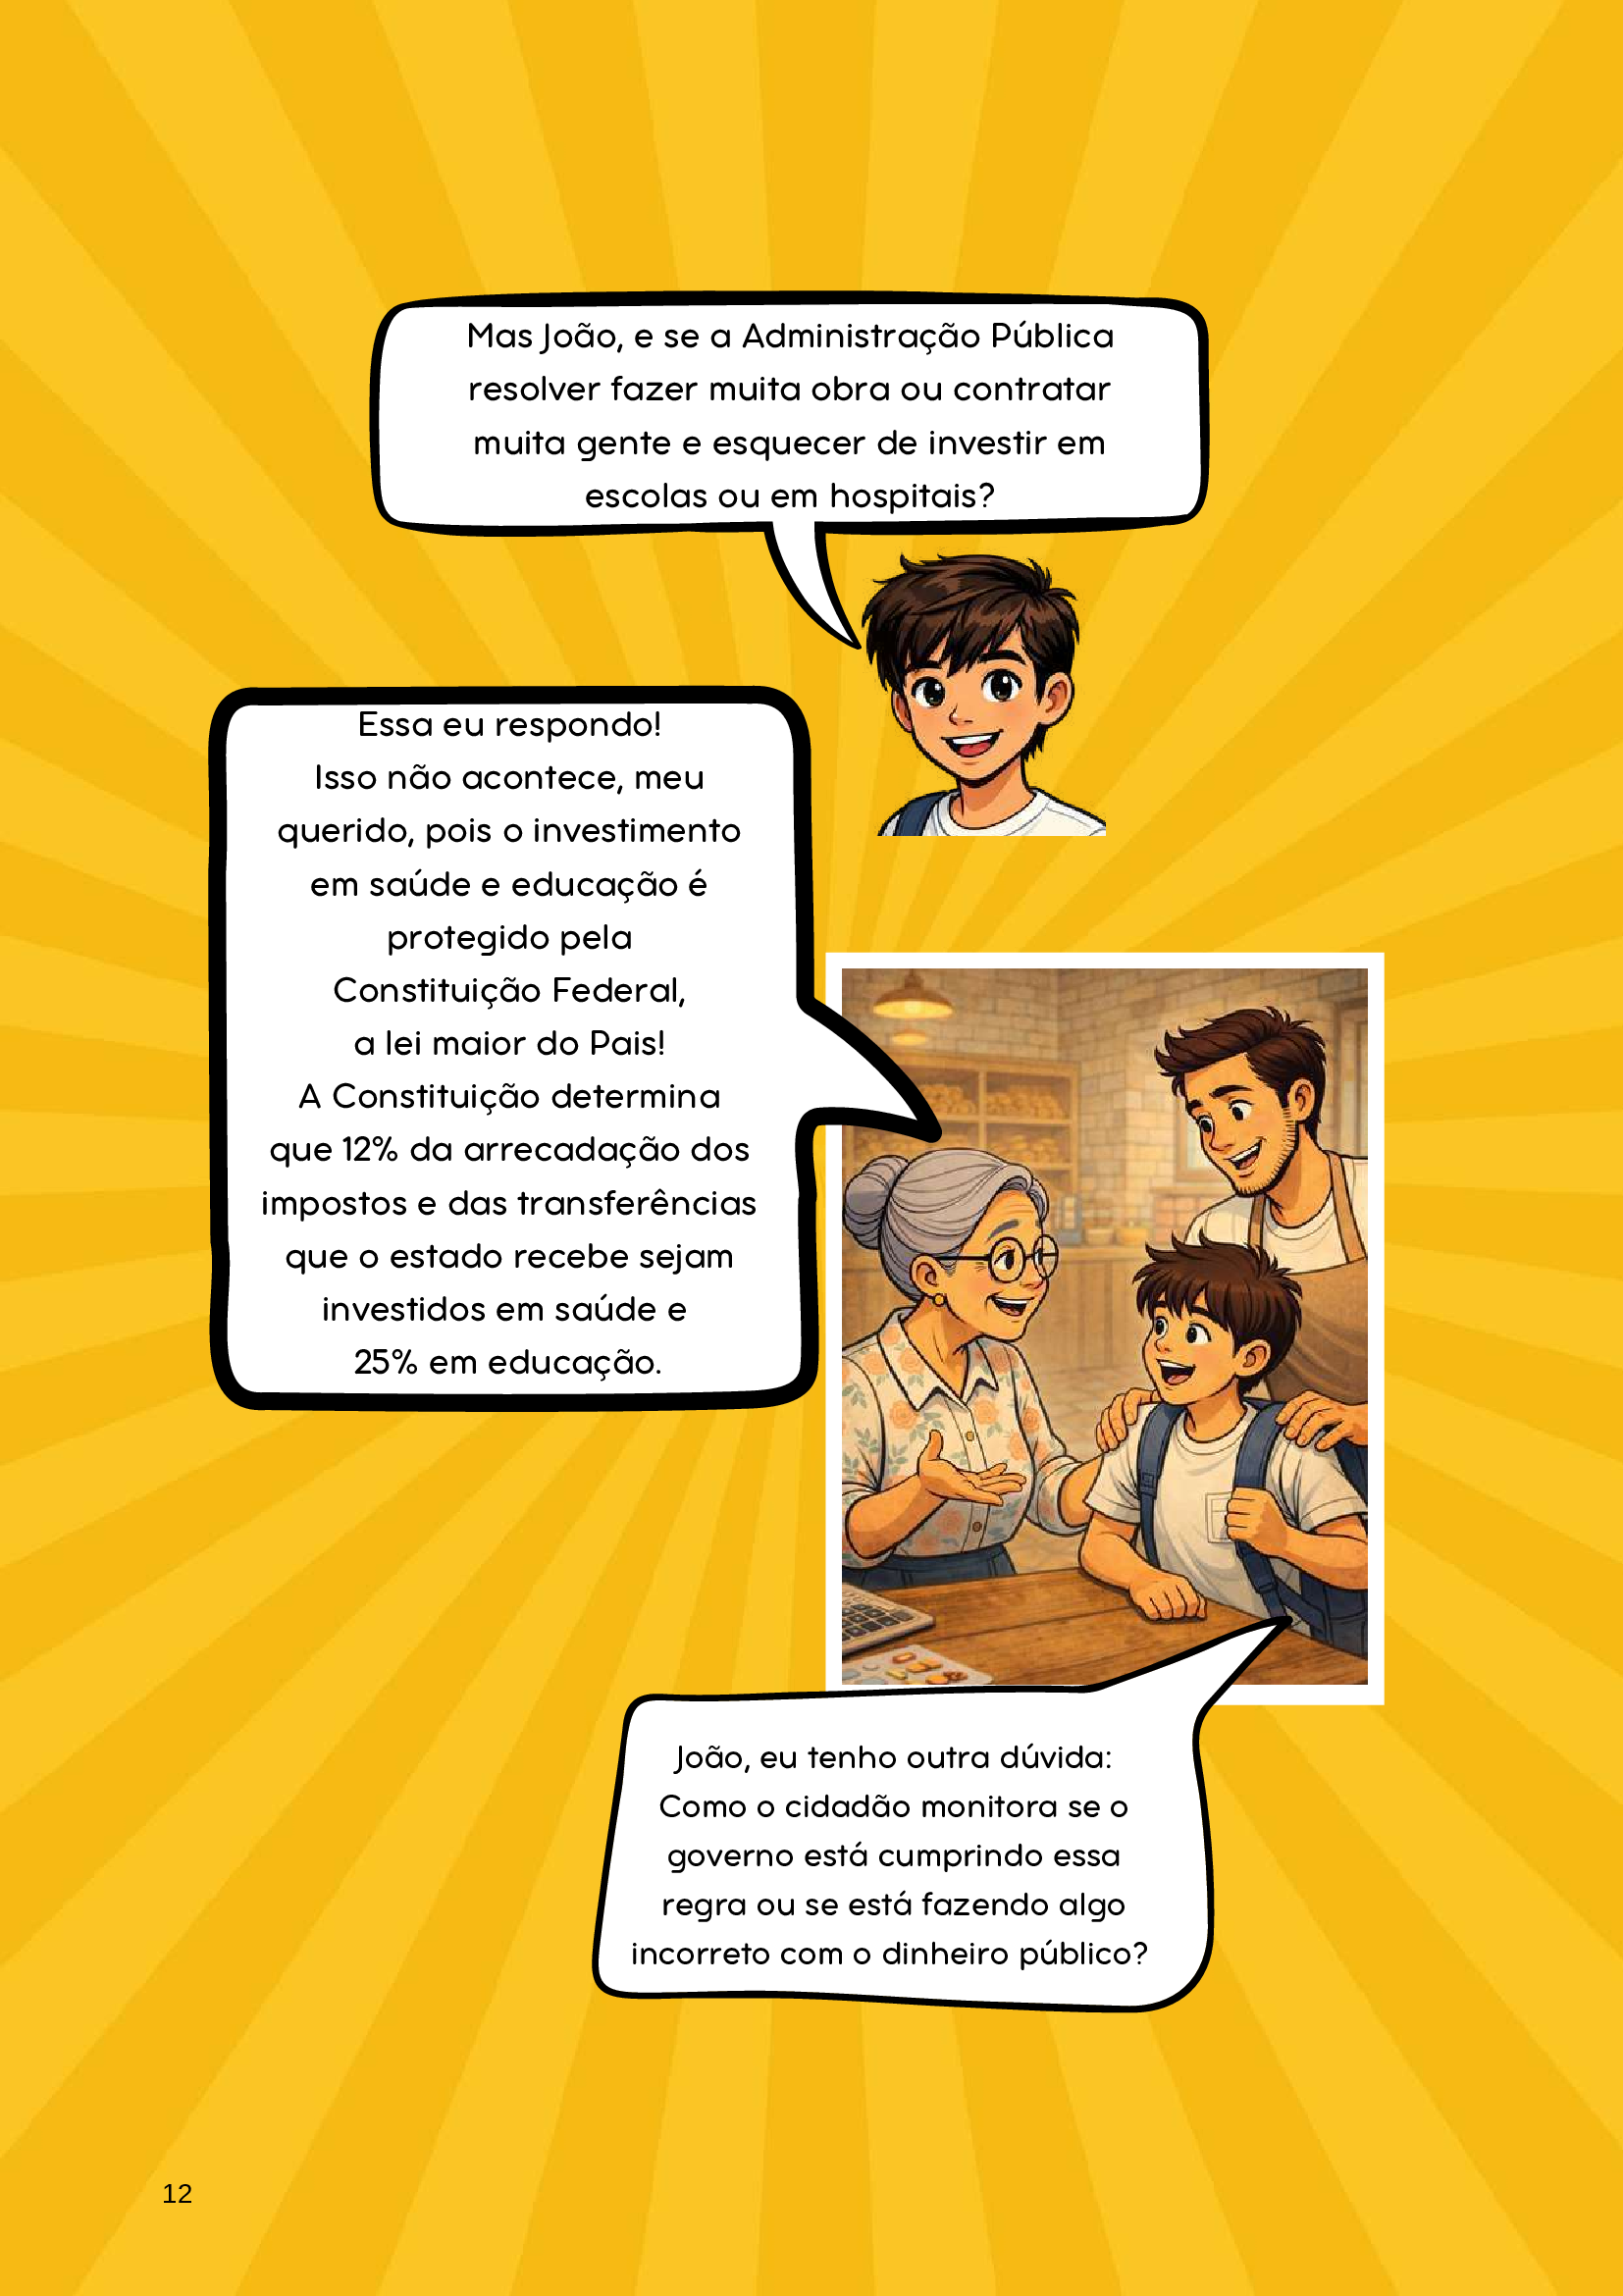 Mas João, e se a Administração Pública
resolver fazer muita obra ou contratar
muita gente e esquecer de investir em
escolas ou em hospitais?
Essa eu respondo!
Isso não acontece, meu
querido, pois o investimento
em saúde e educação é
protegido pela
Constituição Federal,
a lei maior do Pais!
A Constituição determina
que 12% da arrecadação dos
impostos e das transferências
que o estado recebe sejam
investidos em saúde e
25% em educação.
João, eu tenho outra dúvida:
Como o cidadão monitora se o
governo está cumprindo essa
regra ou se está fazendo algo
incorreto com o dinheiro público?
12